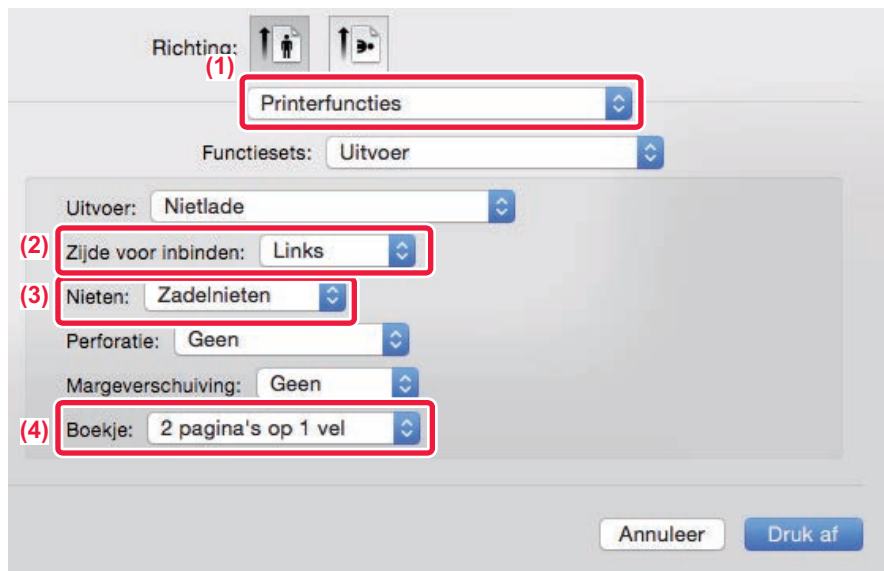 Richting:
(1)
Printerfuncties
Functiesets: Uitvoer
Uitvoer: Nietlade
(2) Zijde voor inbinden: Links
(3) Nieten: Zadelnieten
Perforatie: Geen
Margeverschuiving: Geen
(4) Boekje: 2 pagina's op 1 vel
Annuleer Druk af